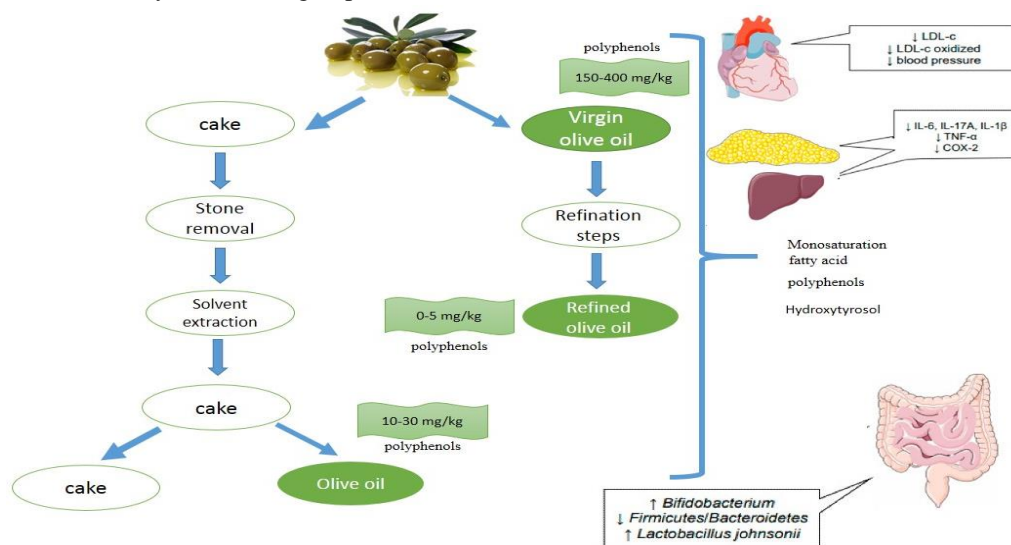 polyphenols
150-400 mg/kg
cake
Virgin
olive oil
Stone
removal
Refination
steps
Solvent
extraction
0-5 mg/kg
polyphenols
Refined
olive oil
cake
10-30 mg/kg
polyphenols
cake
Olive oil
↓ LDL-c
↓ LDL-c oxidized
↓ blood pressure
↓ IL-6, IL-17A, IL-1β
↓ TNF-α
↓ COX-2
Monosaturation
fatty acid
polyphenols
Hydroxytyrosol
↑ Bifidobacterium
↓ Firmicutes/Bacteroidetes
↑ Lactobacillus johnsonii